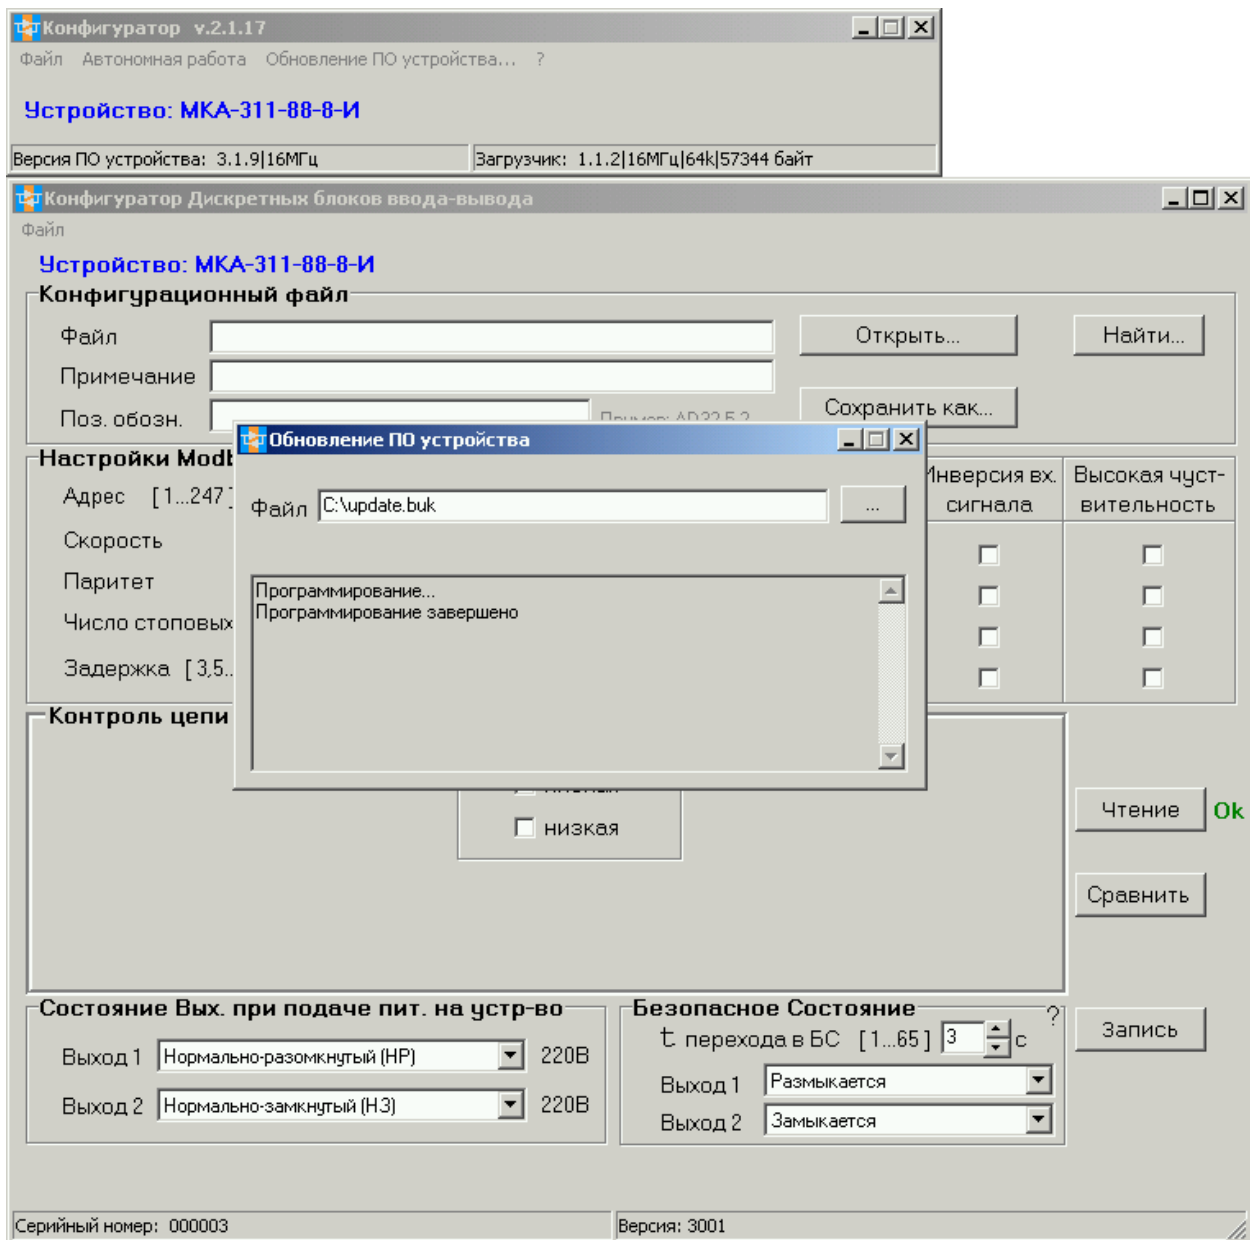 Конфигуратор v.2.1.17
Файл Автономная работа Обновление ПО устройства... ?
Устройство: МКА-311-88-8-И
Версия ПО устройства: 3.1.9|16МГц Загрузчик: 1.1.2|16МГц|64k|57344 байт
Конфигуратор Дискретных блоков ввода-вывода
Файл
Устройство: МКА-311-88-8-И
Конфигурационный файл
Файл Открыть... Найти...
Примечание
Сохранить как...
Поз. обозн. Пример: AD32.5.2
Обновление ПО устройства
Файл C:\update.buk ...
Программирование...
Программирование завершено
Настройки Modb
Адрес [1...247]
Скорость
Паритет
Число стоповых
Задержка [3,5..
Инверсия вх. сигнала
Высокая чуст-
вительность
Контроль цепи
низкая
Чтение Ok
Сравнить
Запись
Состояние Вых. при подаче пит. на устр-во
Выход 1 Нормально-разомкнутый (НР) 220В
Выход 2 Нормально-замкнутый (НЗ) 220В
Безопасное Состояние ?
t перехода в БС [1...65] 3 с
Выход 1 Размыкается
Выход 2 Замыкается
Серийный номер: 000003 Версия: 3001